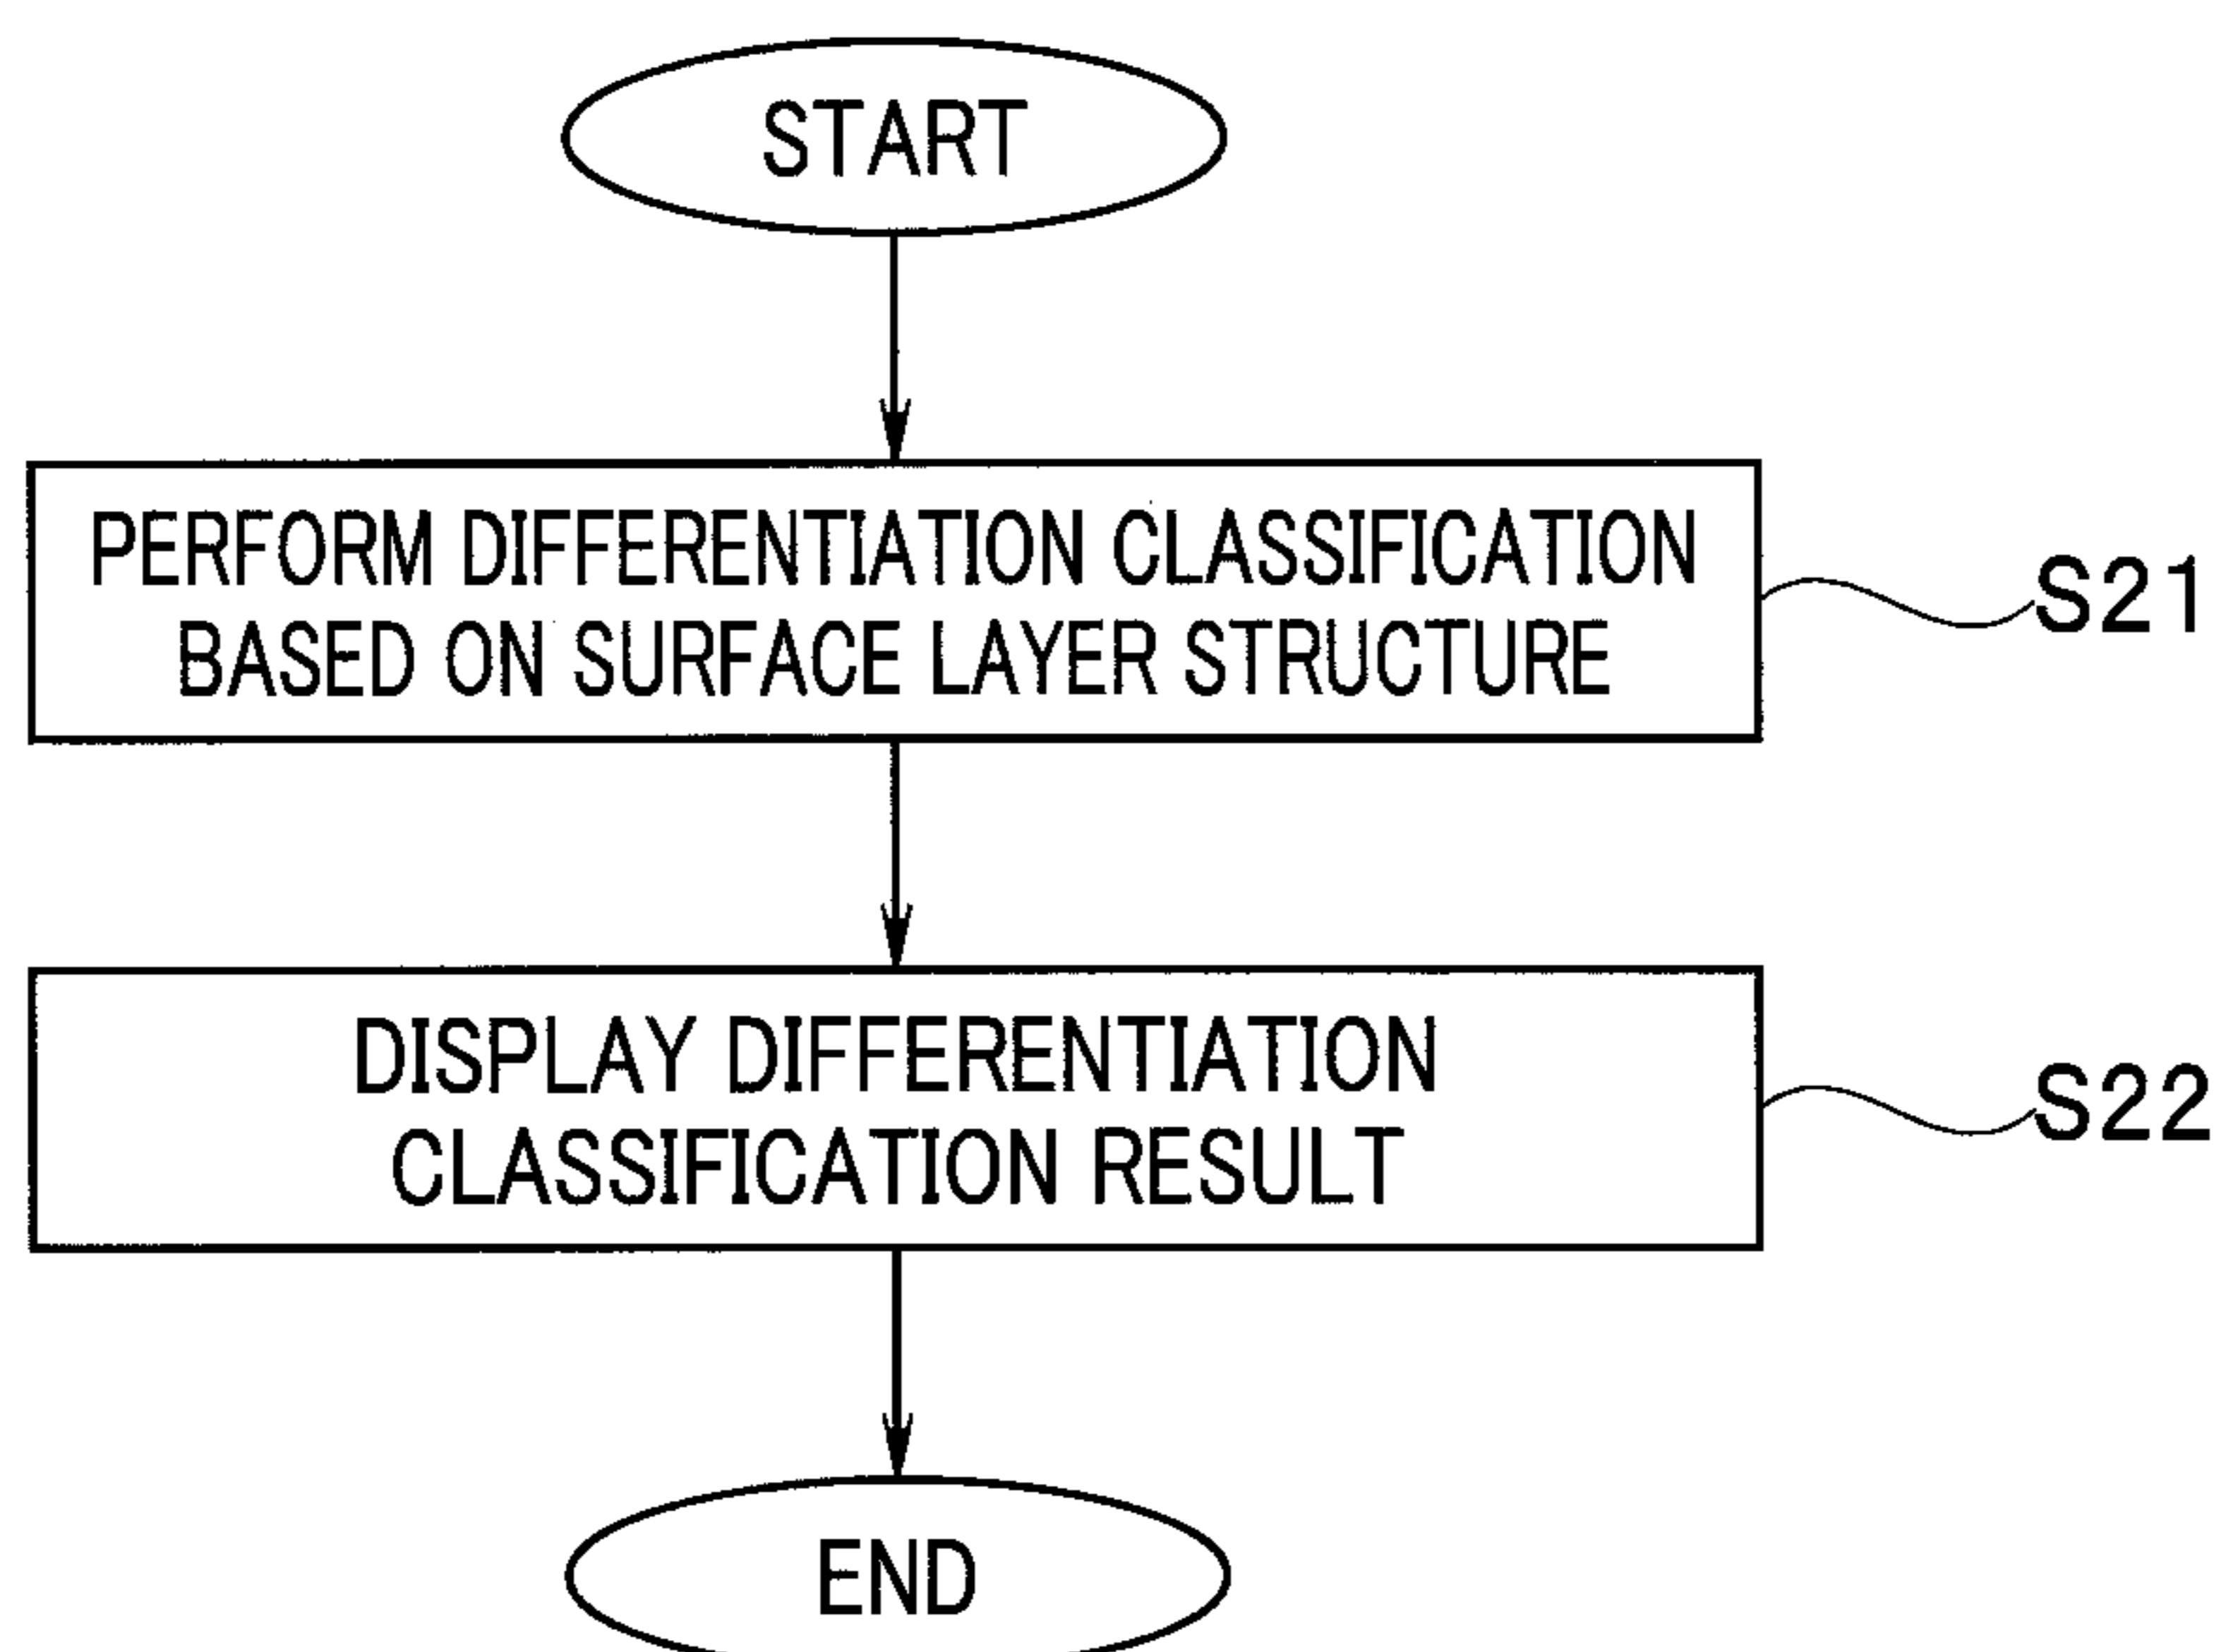 START
PERFORM DIFFERENTIATION CLASSIFICATION
BASED ON SURFACE LAYER STRUCTURE
S21
DISPLAY DIFFERENTIATION
CLASSIFICATION RESULT
S22
END